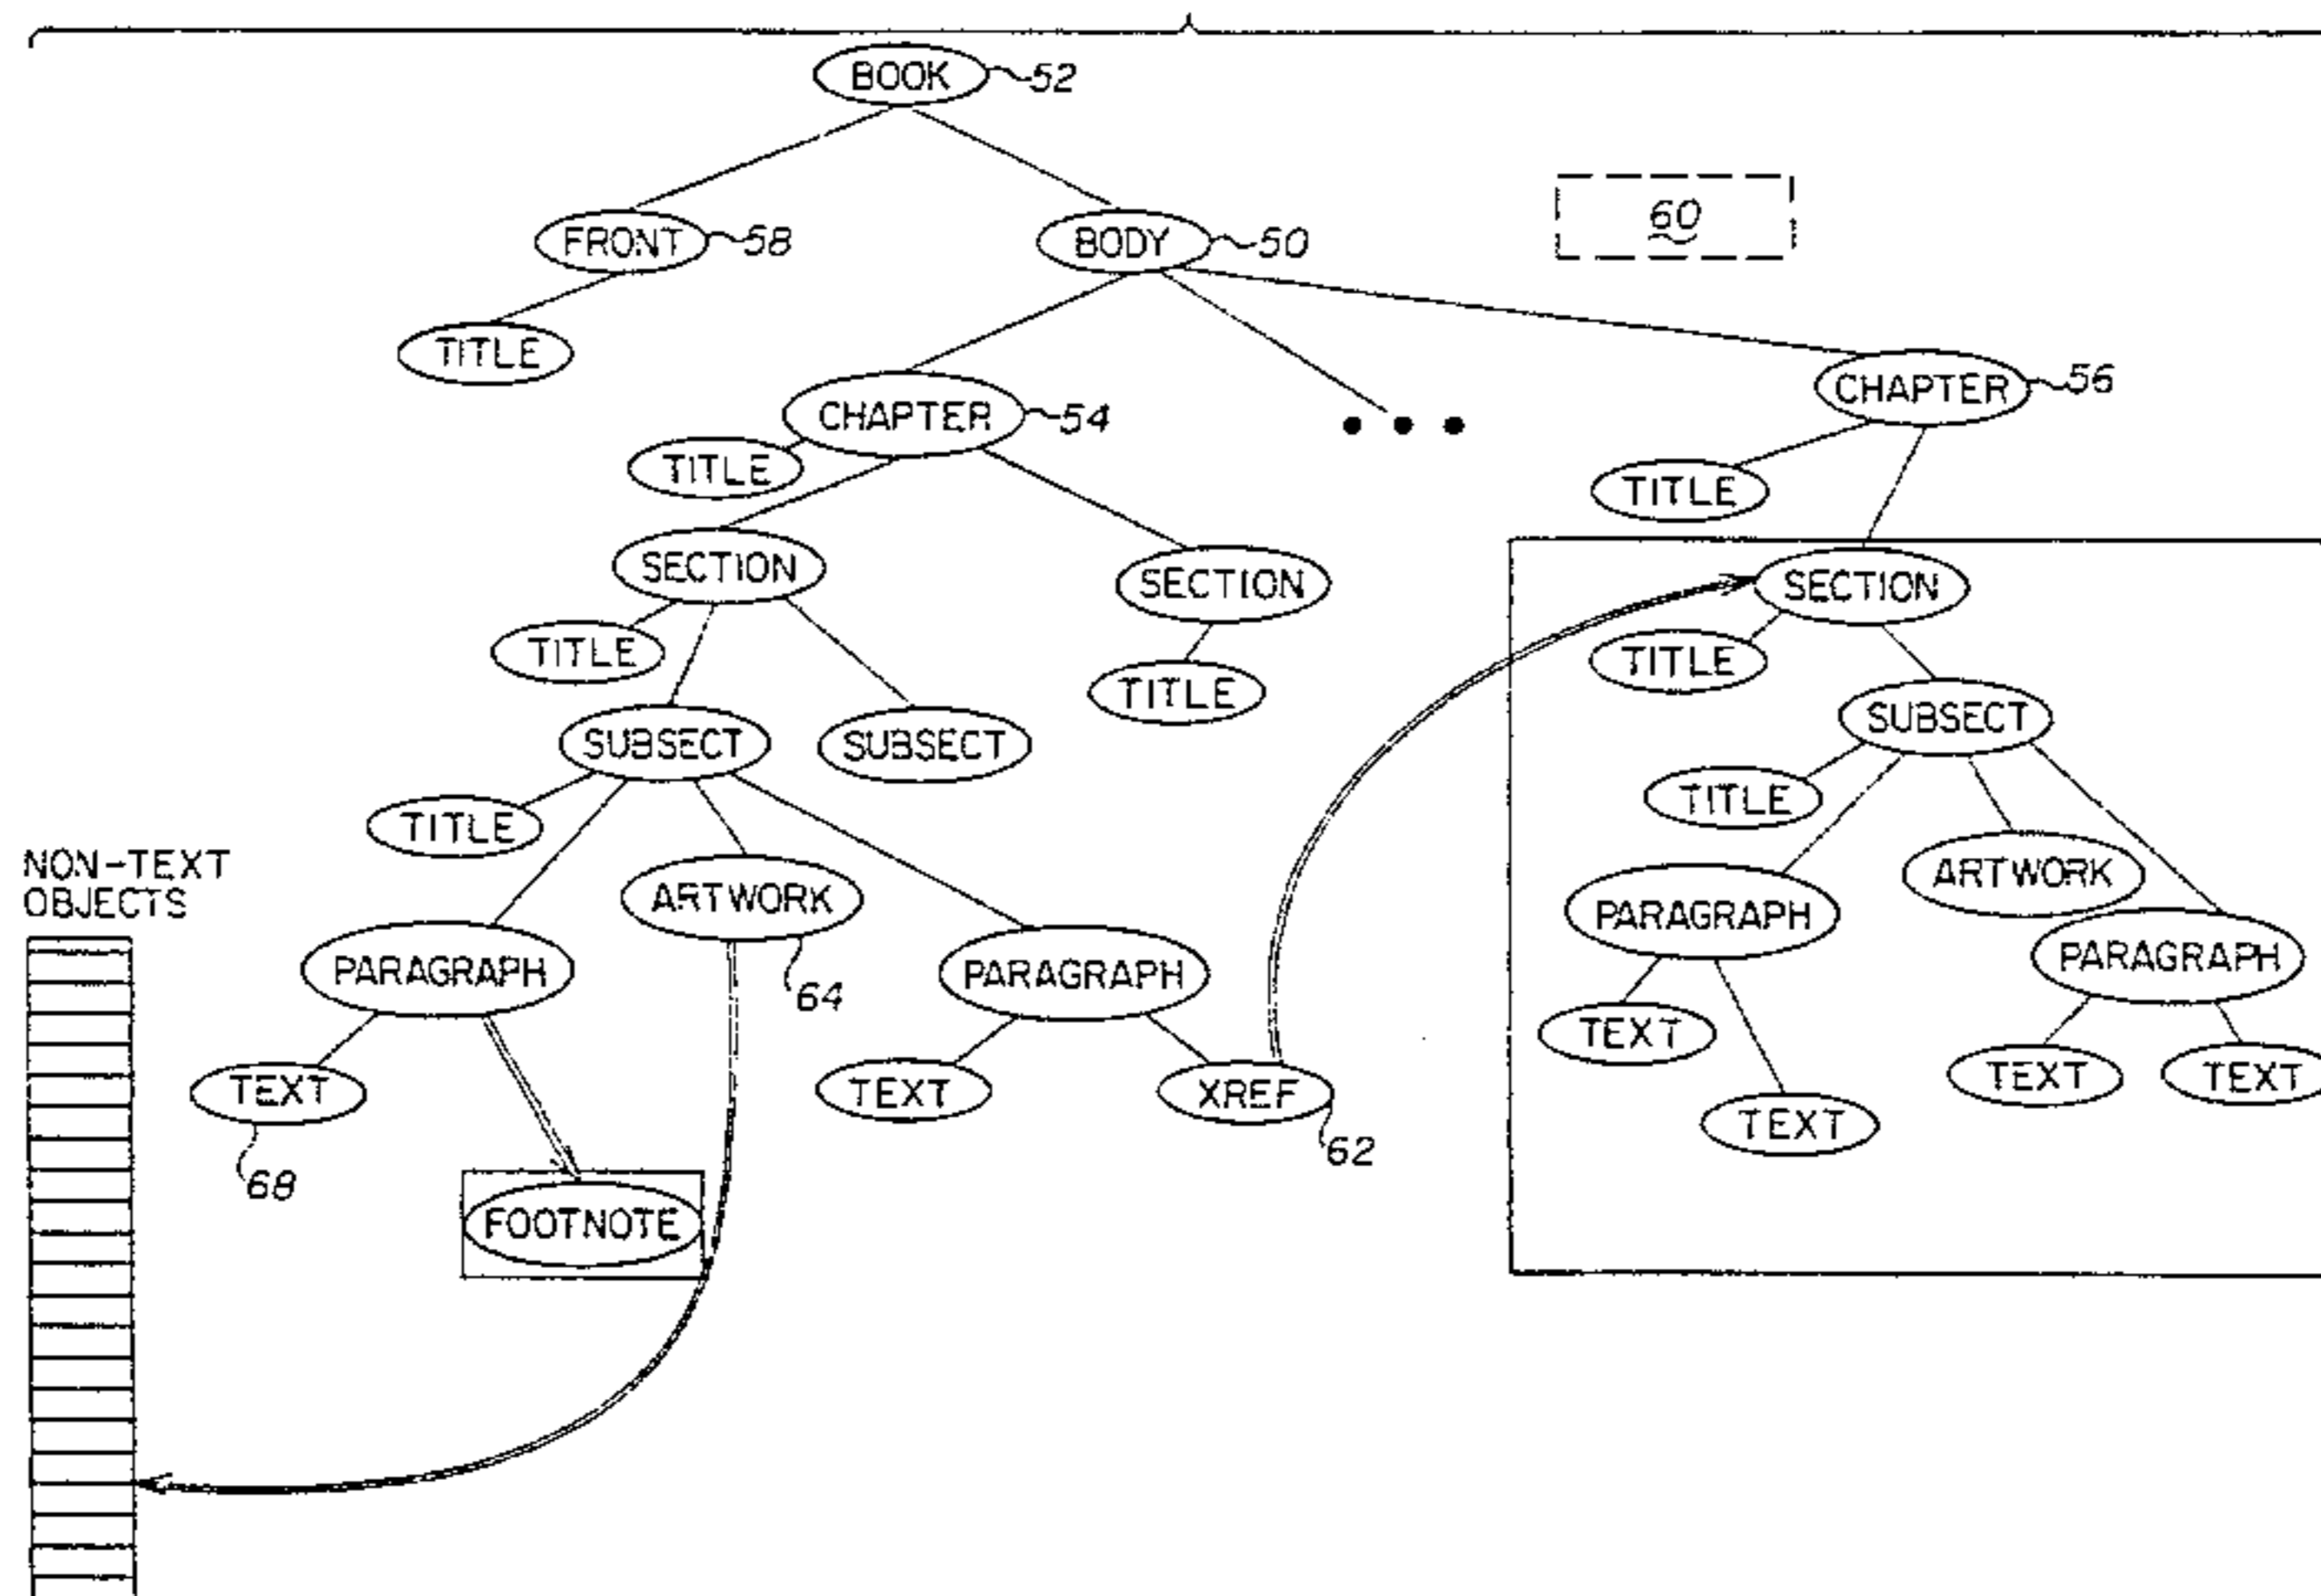 BOOK 52
FRONT 58 BODY 50 60
TITLE
CHAPTER 54 CHAPTER 56
TITLE TITLE
SECTION SECTION SECTION
TITLE TITLE TITLE
SUBSECT SUBSECT SUBSECT
TITLE TITLE
NON-TEXT
OBJECTS
ARTWORK 64 ARTWORK
PARAGRAPH PARAGRAPH PARAGRAPH PARAGRAPH
TEXT 68 TEXT XREF 62 TEXT TEXT TEXT
TEXT
FOOTNOTE